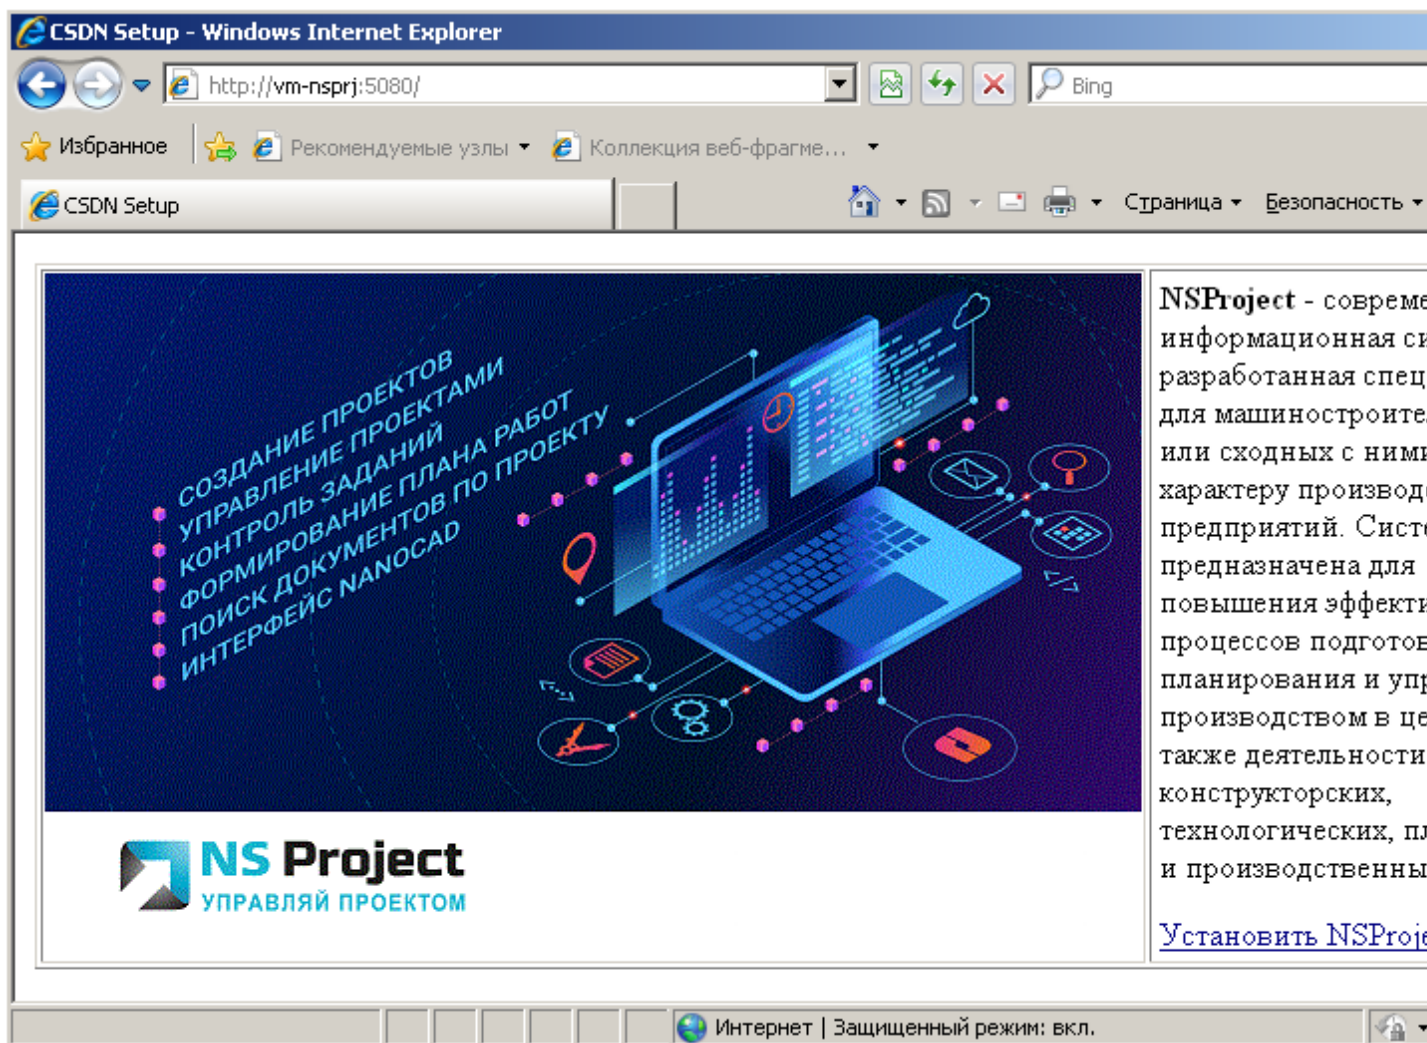 CSDN Setup - Windows Internet Explorer
http://vm-nsprj:5080/
Bing
Избранное
Рекомендуемые узлы
Коллекция веб-фрагме...
CSDN Setup
Страница
Безопасность
СОЗДАНИЕ ПРОЕКТОВ
УПРАВЛЕНИЕ ПРОЕКТАМИ
КОНТРОЛЬ ЗАДАНИЙ
ФОРМИРОВАНИЕ ПЛАНА РАБОТ
ПОИСК ДОКУМЕНТОВ ПО ПРОЕКТУ
ИНТЕРФЕЙС NANOCAD
NS Project
УПРАВЛЯЙ ПРОЕКТОМ
NSProject - совреме
информационная си
разработанная спец
для машиностроите
или сходных с ними
характеру производ
предприятий. Систе
предназначена для
повышения эффекти
процессов подготов
планирования и упр
производством в це
также деятельности
конструкторских,
технологических, пл
и производственны
Установить NSProje
Интернет | Защищенный режим: вкл.